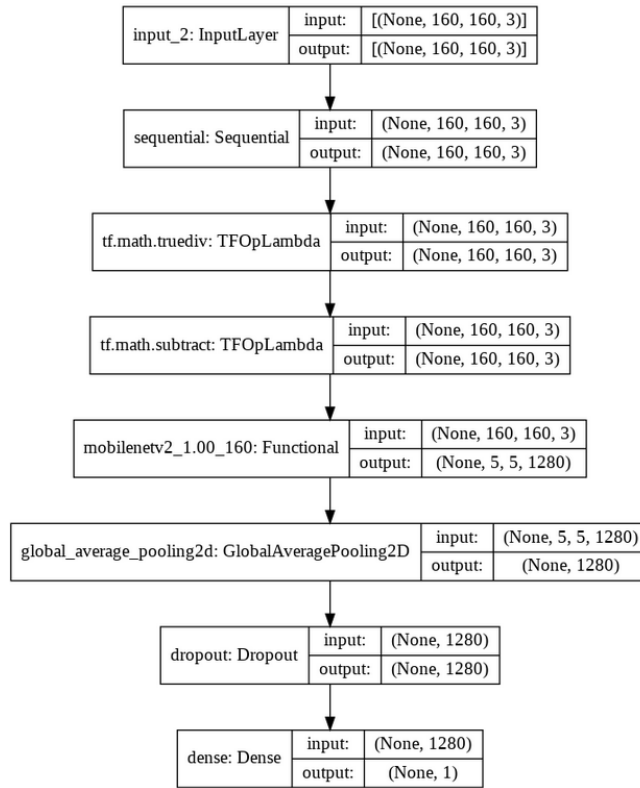 input_2: InputLayer
input: [(None, 160, 160, 3)]
output: [(None, 160, 160, 3)]
sequential: Sequential
input: (None, 160, 160, 3)
output: (None, 160, 160, 3)
tf.math.truediv: TFOpLambda
input: (None, 160, 160, 3)
output: (None, 160, 160, 3)
tf.math.subtract: TFOpLambda
input: (None, 160, 160, 3)
output: (None, 160, 160, 3)
mobilenetv2_1.00_160: Functional
input: (None, 160, 160, 3)
output: (None, 5, 5, 1280)
global_average_pooling2d: GlobalAveragePooling2D
input: (None, 5, 5, 1280)
output: (None, 1280)
dropout: Dropout
input: (None, 1280)
output: (None, 1280)
dense: Dense
input: (None, 1280)
output: (None, 1)